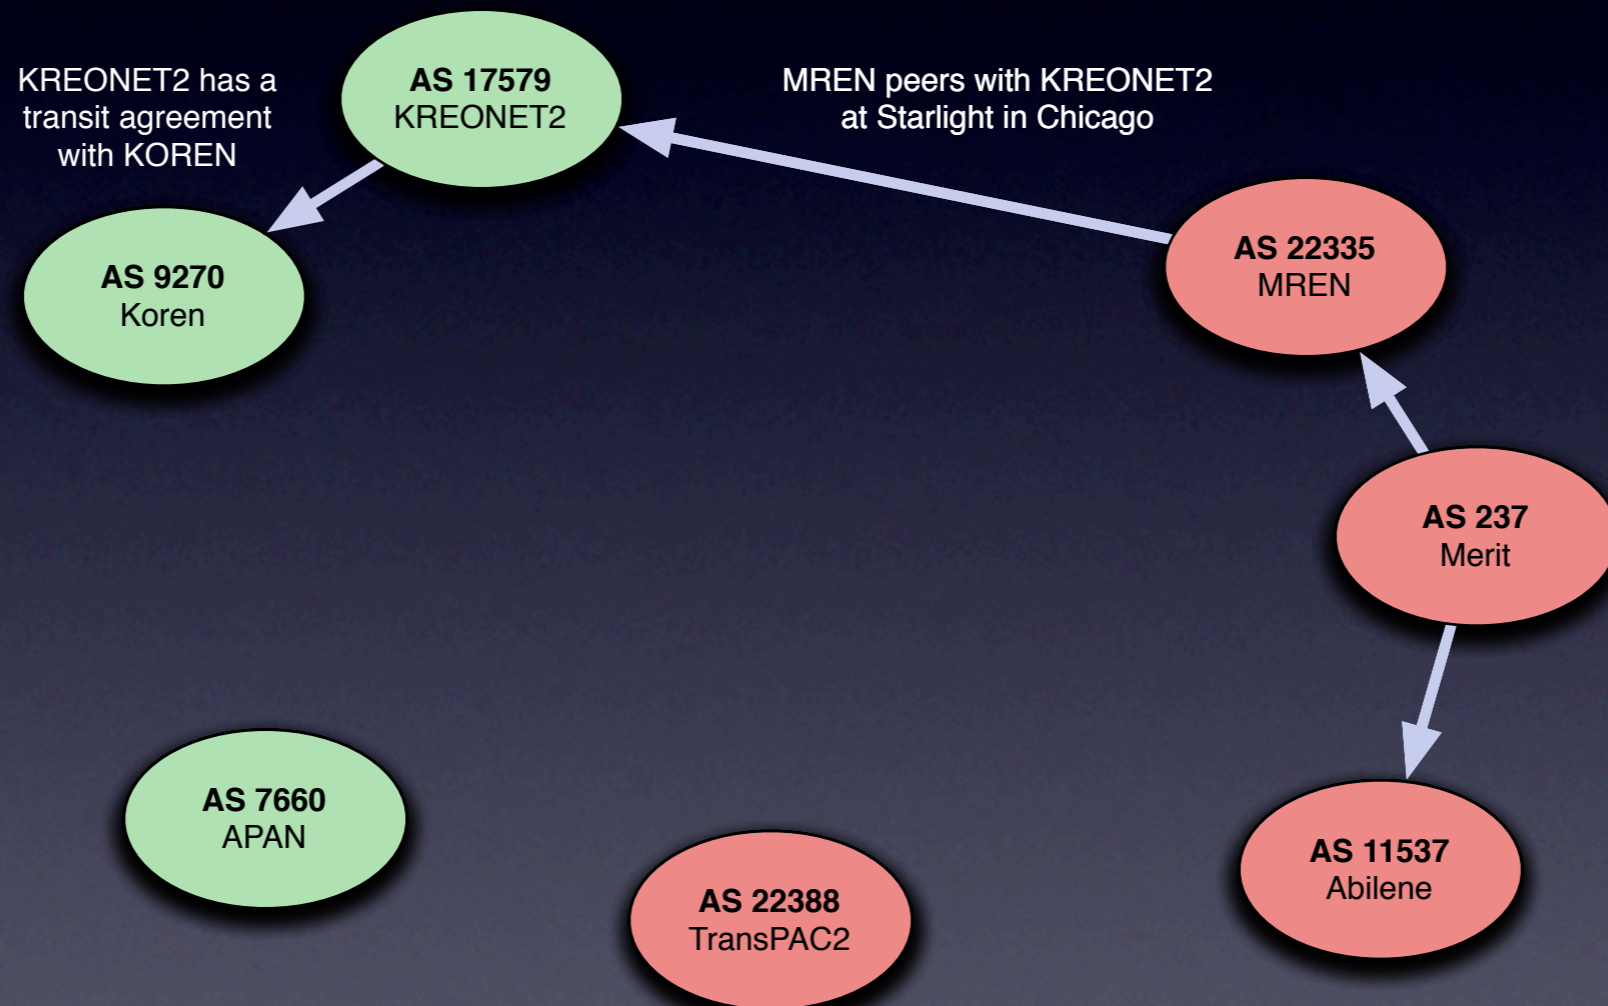 KREONET2 has a
transit agreement
with KOREN
AS 17579
KREONET2
MREN peers with KREONET2
at Starlight in Chicago
AS 9270
Koren
AS 22335
MREN
AS 237
Merit
AS 7660
APAN
AS 22388
TransPAC2
AS 11537
Abilene